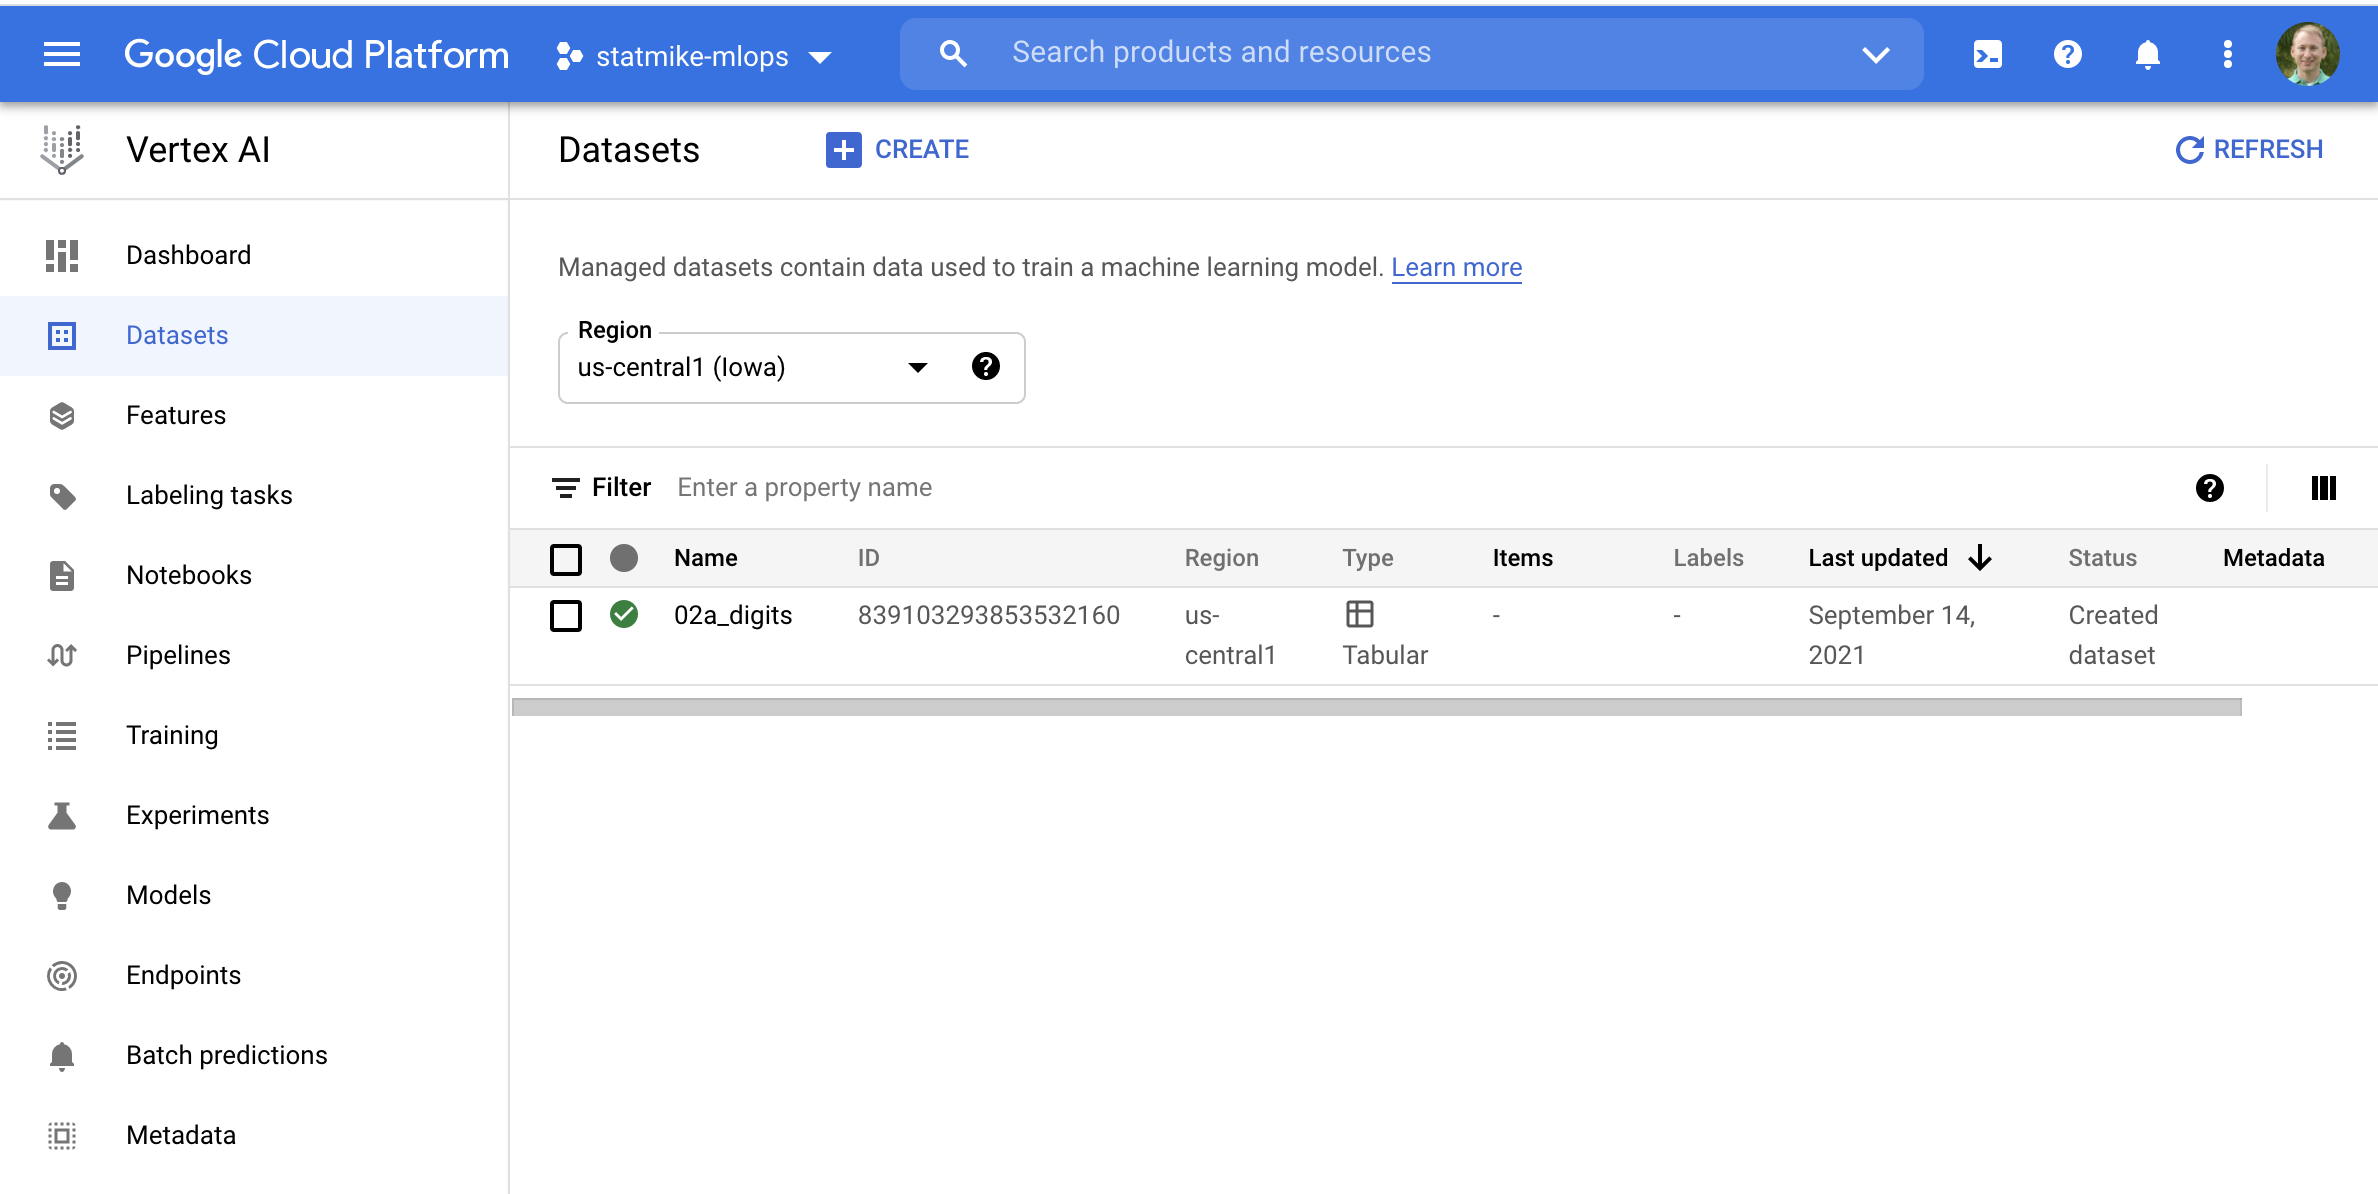 Google Cloud Platform
statmike-mlops
Search products and resources
Vertex AI
Datasets
CREATE
REFRESH
Dashboard
Datasets
Features
Labeling tasks
Notebooks
Pipelines
Training
Experiments
Models
Endpoints
Batch predictions
Metadata
Managed datasets contain data used to train a machine learning model. Learn more
Region
us-central1 (Iowa)
Filter Enter a property name
Name ID Region Type Items Labels Last updated Status Metadata
02a_digits 839103293853532160 us- - - September 14, Created
central1 Tabular 2021 dataset